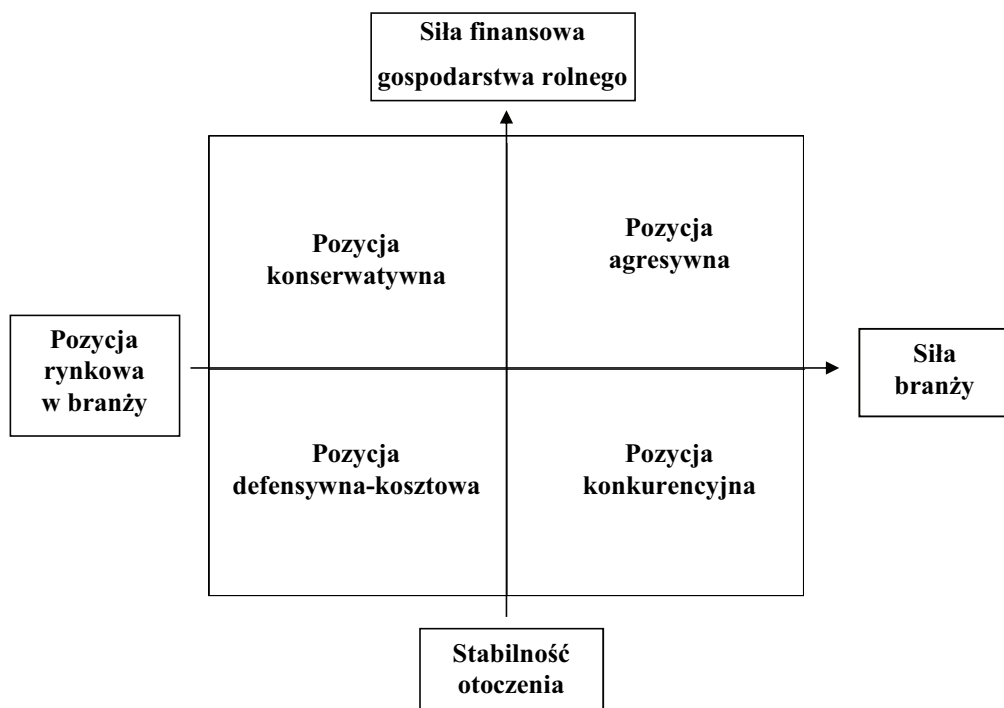 Siła finansowa
gospodarstwa rolnego
Pozycja
konserwatywna
Pozycja
agresywna
Pozycja
rynkowa
w branży
Siła
branży
Pozycja
defensywna-kosztowa
Pozycja
konkurencyjna
Stabilność
otoczenia